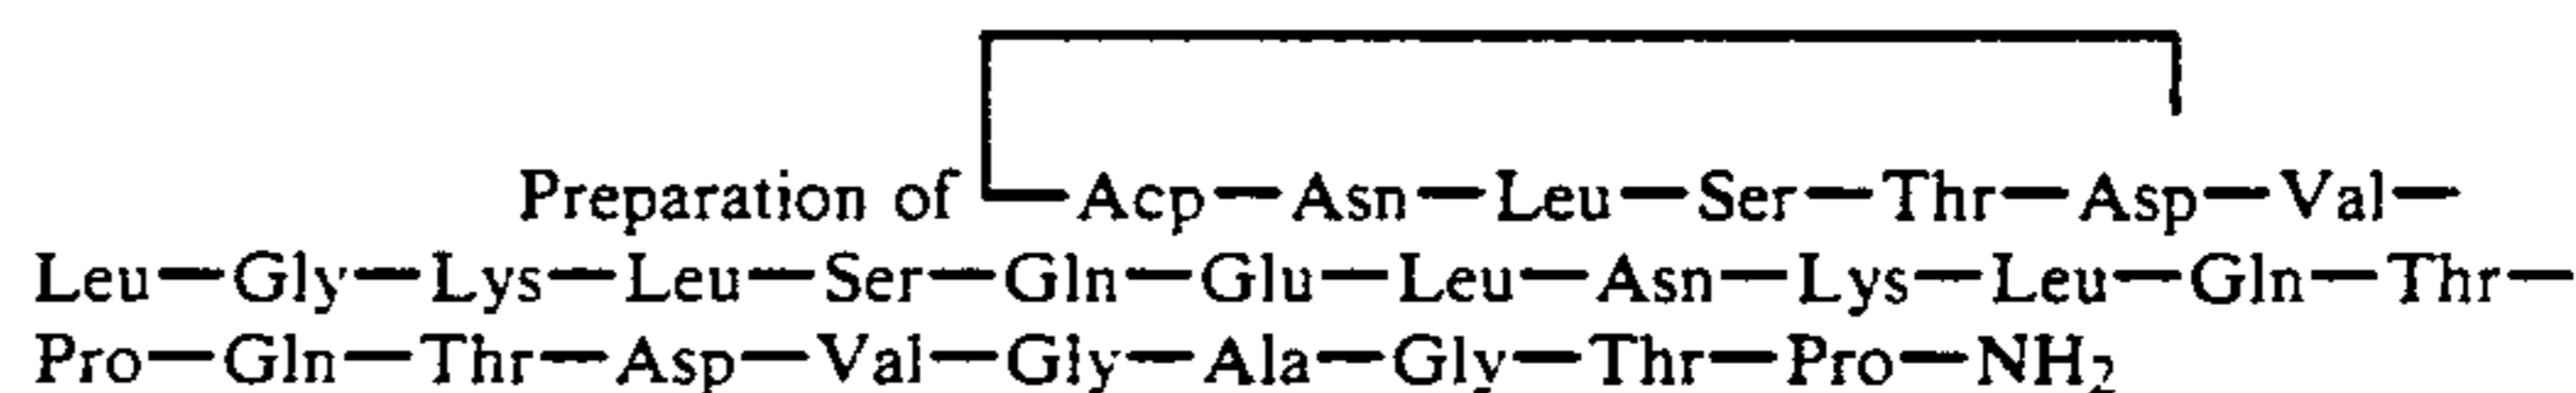 Preparation of Acp—Asn—Leu—Ser—Thr—Asp—Val—
Leu—Gly—Lys—Leu—Ser—Gln—Glu—Leu—Asn—Lys—Leu—Gln—Thr—
Pro—Gln—Thr—Asp—Val—Gly—Ala—Gly—Thr—Pro—NH2